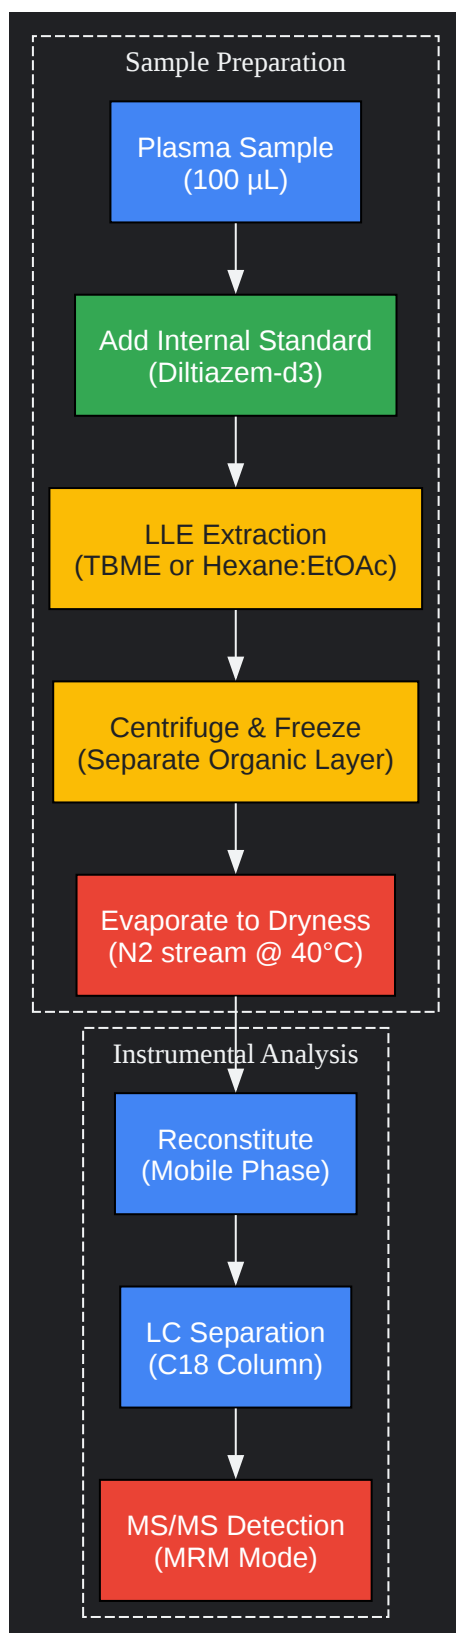 Sample Preparation
Plasma Sample
(100 µL)
Add Internal Standard
(Diltiazem-d3)
LLE Extraction
(TBME or Hexane:EtOAc)
Centrifuge & Freeze
(Separate Organic Layer)
Evaporate to Dryness
(N2 stream @ 40°C)
Instrumental Analysis
Reconstitute
(Mobile Phase)
LC Separation
(C18 Column)
MS/MS Detection
(MRM Mode)